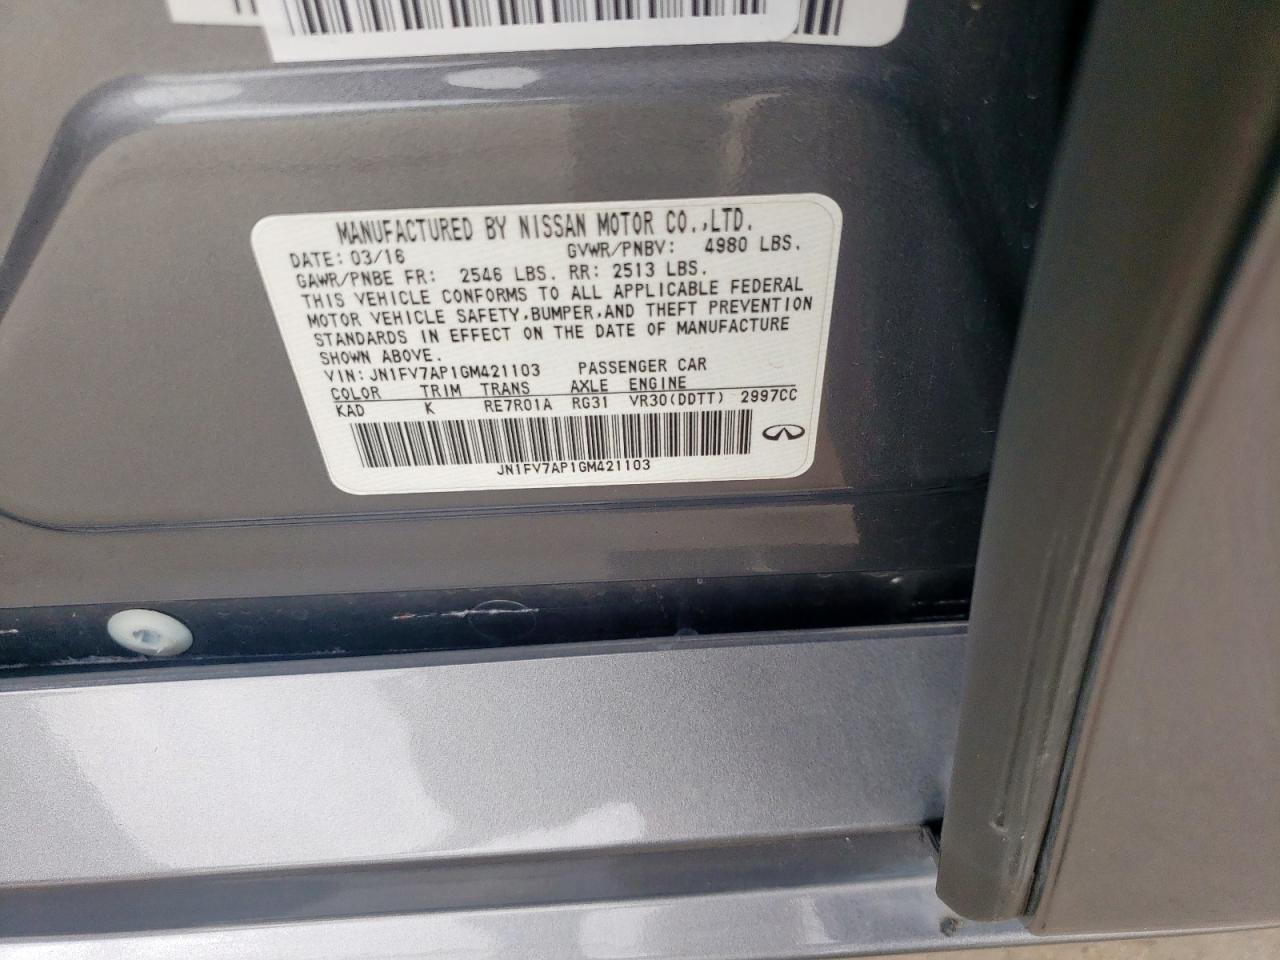 MANUFACTURED BY NISSAN MOTOR CO.,LTD.
DATE: 03/16 GVWR/PNBV: 4980 LBS.
GAWR/PNBE FR: 2546 LBS. RR: 2513 LBS.
THIS VEHICLE CONFORMS TO ALL APPLICABLE FEDERAL
MOTOR VEHICLE SAFETY,BUMPER,AND THEFT PREVENTION
STANDARDS IN EFFECT ON THE DATE OF MANUFACTURE
SHOWN ABOVE.
VIN: JN1FV7AP1GM421103 PASSENGER CAR
COLOR TRIM TRANS AXLE ENGINE
KAD K RE7R01A RG31 VR30(DDTT) 2997CC
JN1FV7AP1GM421103